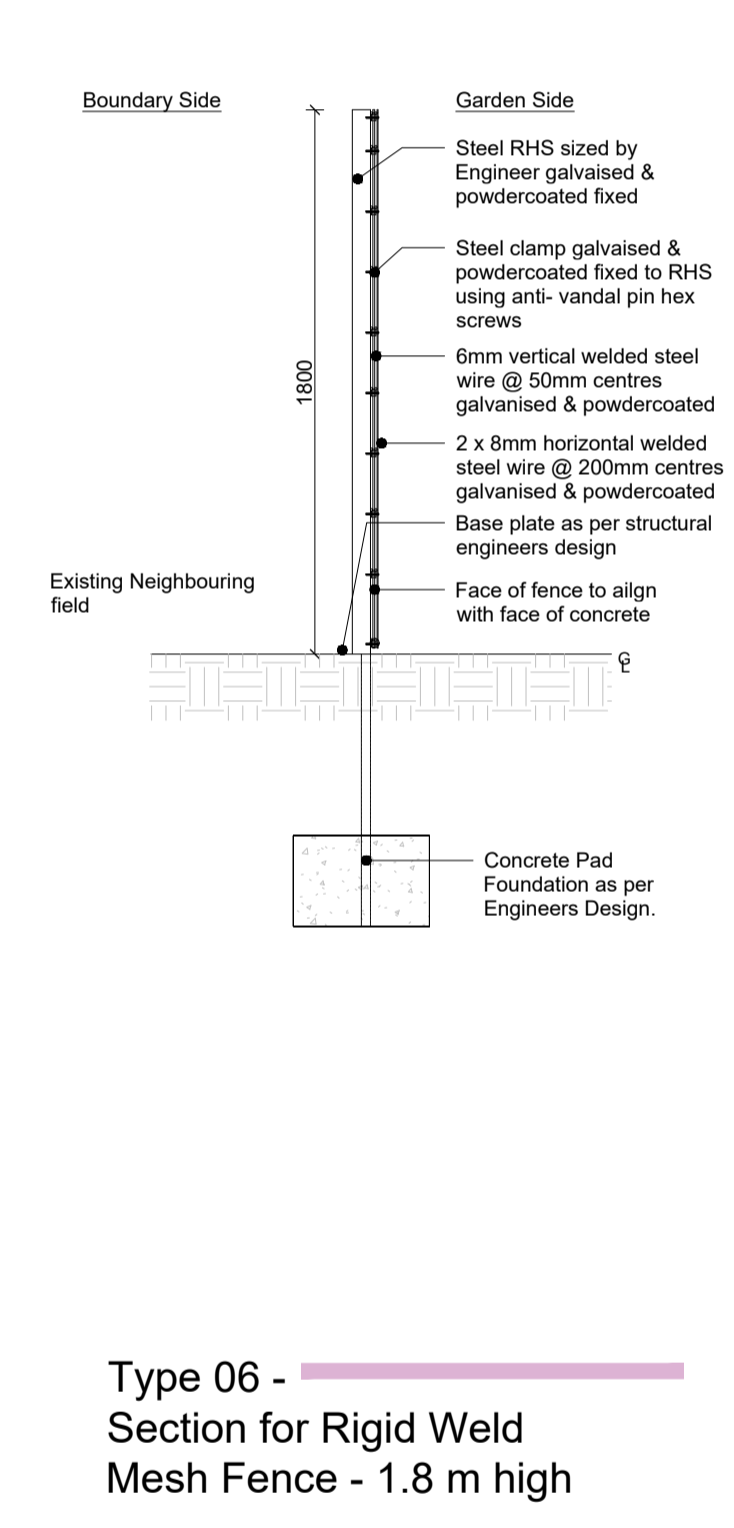 Boundary Side
Garden Side
Steel RHS sized by
Engineer galvaised &
powdercoated fixed
Steel clamp galvaised &
powdercoated fixed to RHS
using anti- vandal pin hex
screws
6mm vertical welded steel
wire @ 50mm centres
galvanised & powdercoated
1800
2 x 8mm horizontal welded
steel wire @ 200mm centres
galvanised & powdercoated
Base plate as per structural
engineers design
Existing Neighbouring
field
Face of fence to ailgn
with face of concrete
GL
Concrete Pad
Foundation as per
Engineers Design.
Type 06 -
Section for Rigid Weld
Mesh Fence - 1.8 m high